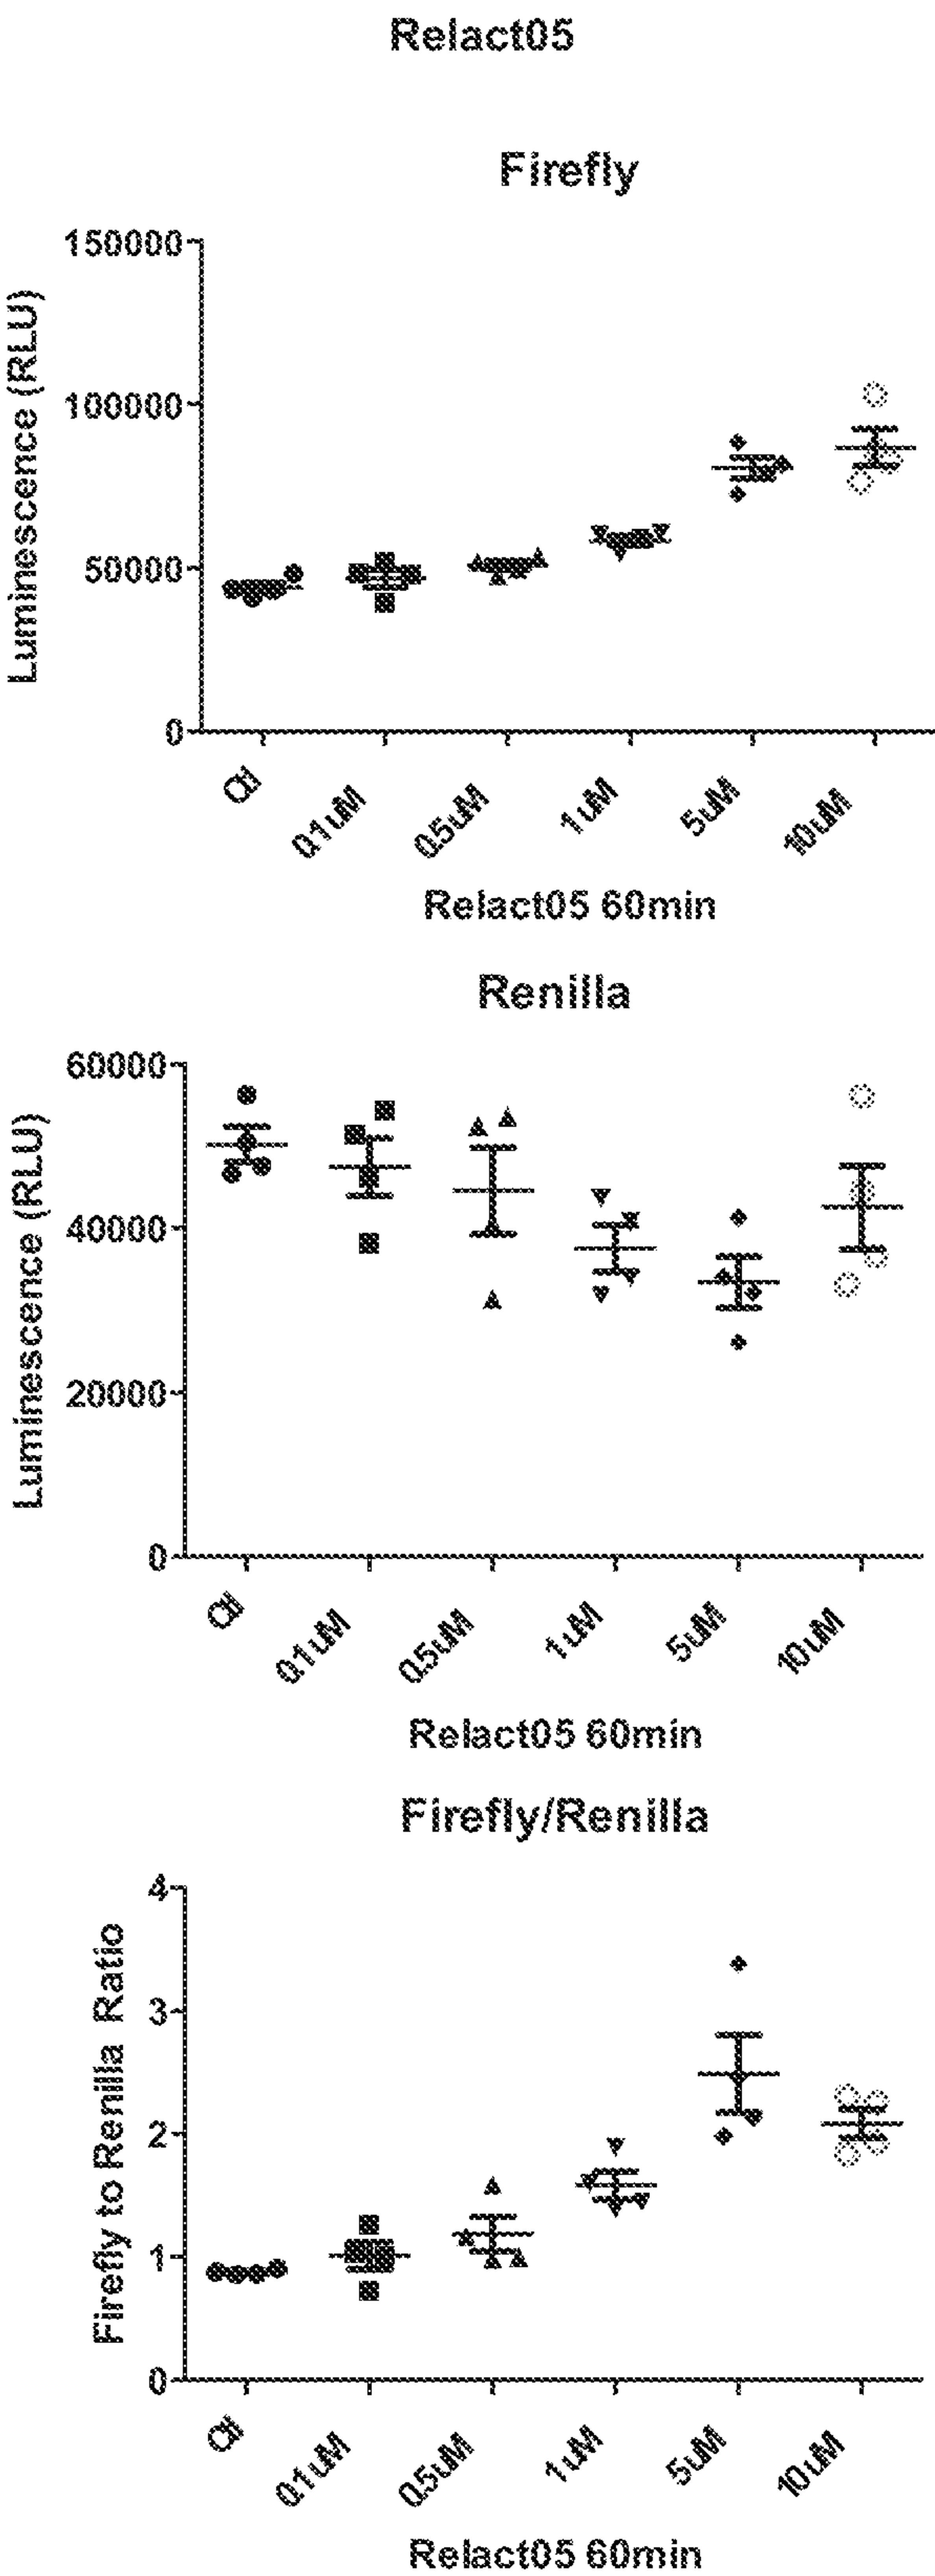 Relact05
Firefly
Luminescence (RLU)
150000
100000
50000
0
Ctl
0.1uM
0.5uM
1uM
5uM
10uM
Relact05 60min
Renilla
Luminescence (RLU)
60000
40000
20000
0
Ctl
0.1uM
0.5uM
1uM
5uM
10uM
Relact05 60min
Firefly/Renilla
Firefly to Renilla Ratio
4
3
2
1
0
Ctl
0.1uM
0.5uM
1uM
5uM
10uM
Relact05 60min